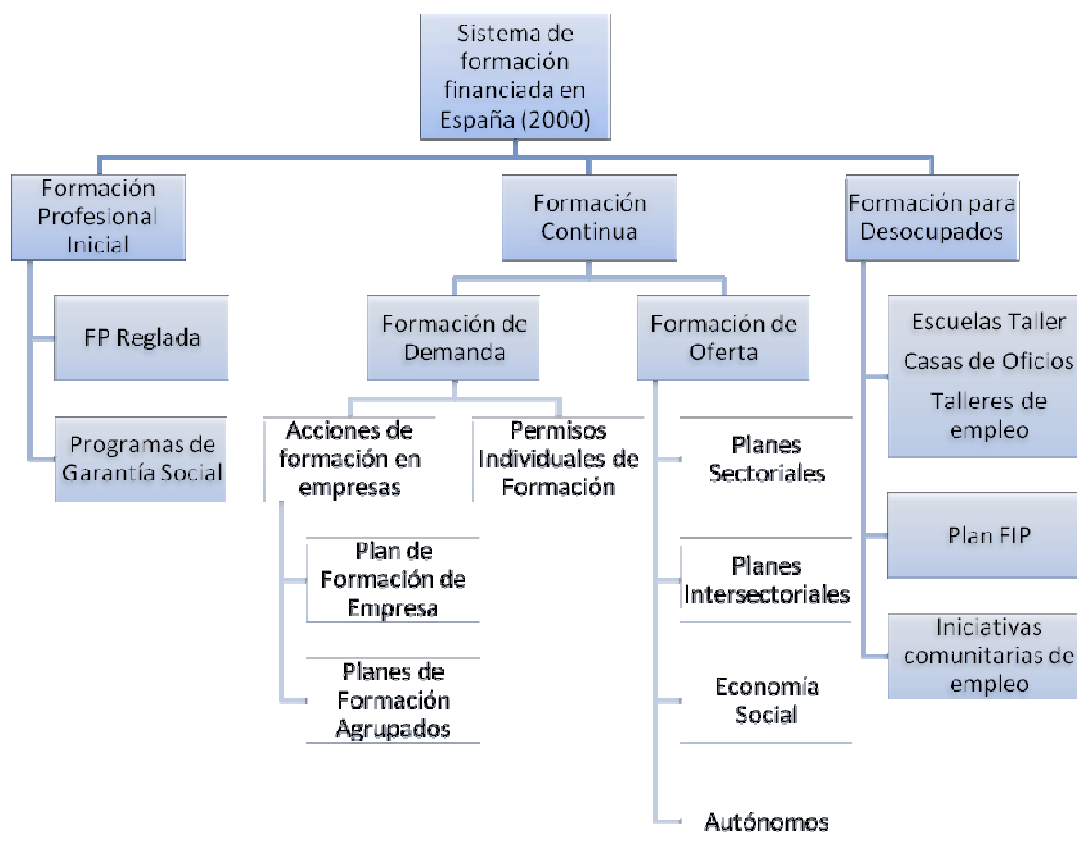 Sistema de
formación
financiada en
España (2000)
Formación
Profesional
Inicial
FP Reglada
Programas de
Garantía Social
Formación
Continua
Formación de
Demanda
Acciones de
formación en
empresas
Plan de
Formación de
Empresa
Planes de
Formación
Agrupados
Permisos
Individuales de
Formación
Formación de
Oferta
Planes
Sectoriales
Planes
Intersectoriales
Economía
Social
Autónomos
Formación para
Desocupados
Escuelas Taller
Casas de Oficios
Talleres de
empleo
Plan FIP
Iniciativas
comunitarias de
empleo